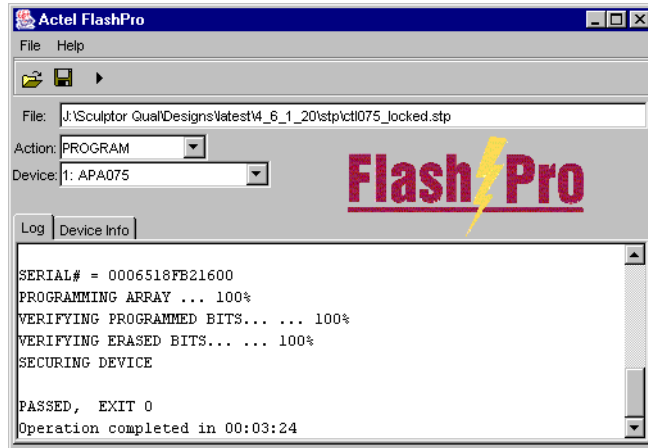 Actel FlashPro
File Help
File: J:\Sculptor Qual\Designs\latest\4_6_1_20\stp\ctl075_locked.stp
Action: PROGRAM
Device: 1: APA075
Flash Pro
Log Device Info
SERIAL# = 0006518FB21600
PROGRAMMING ARRAY ... 100%
VERIFYING PROGRAMMED BITS... ... 100%
VERIFYING ERASED BITS... ... 100%
SECURING DEVICE
PASSED, EXIT 0
Operation completed in 00:03:24